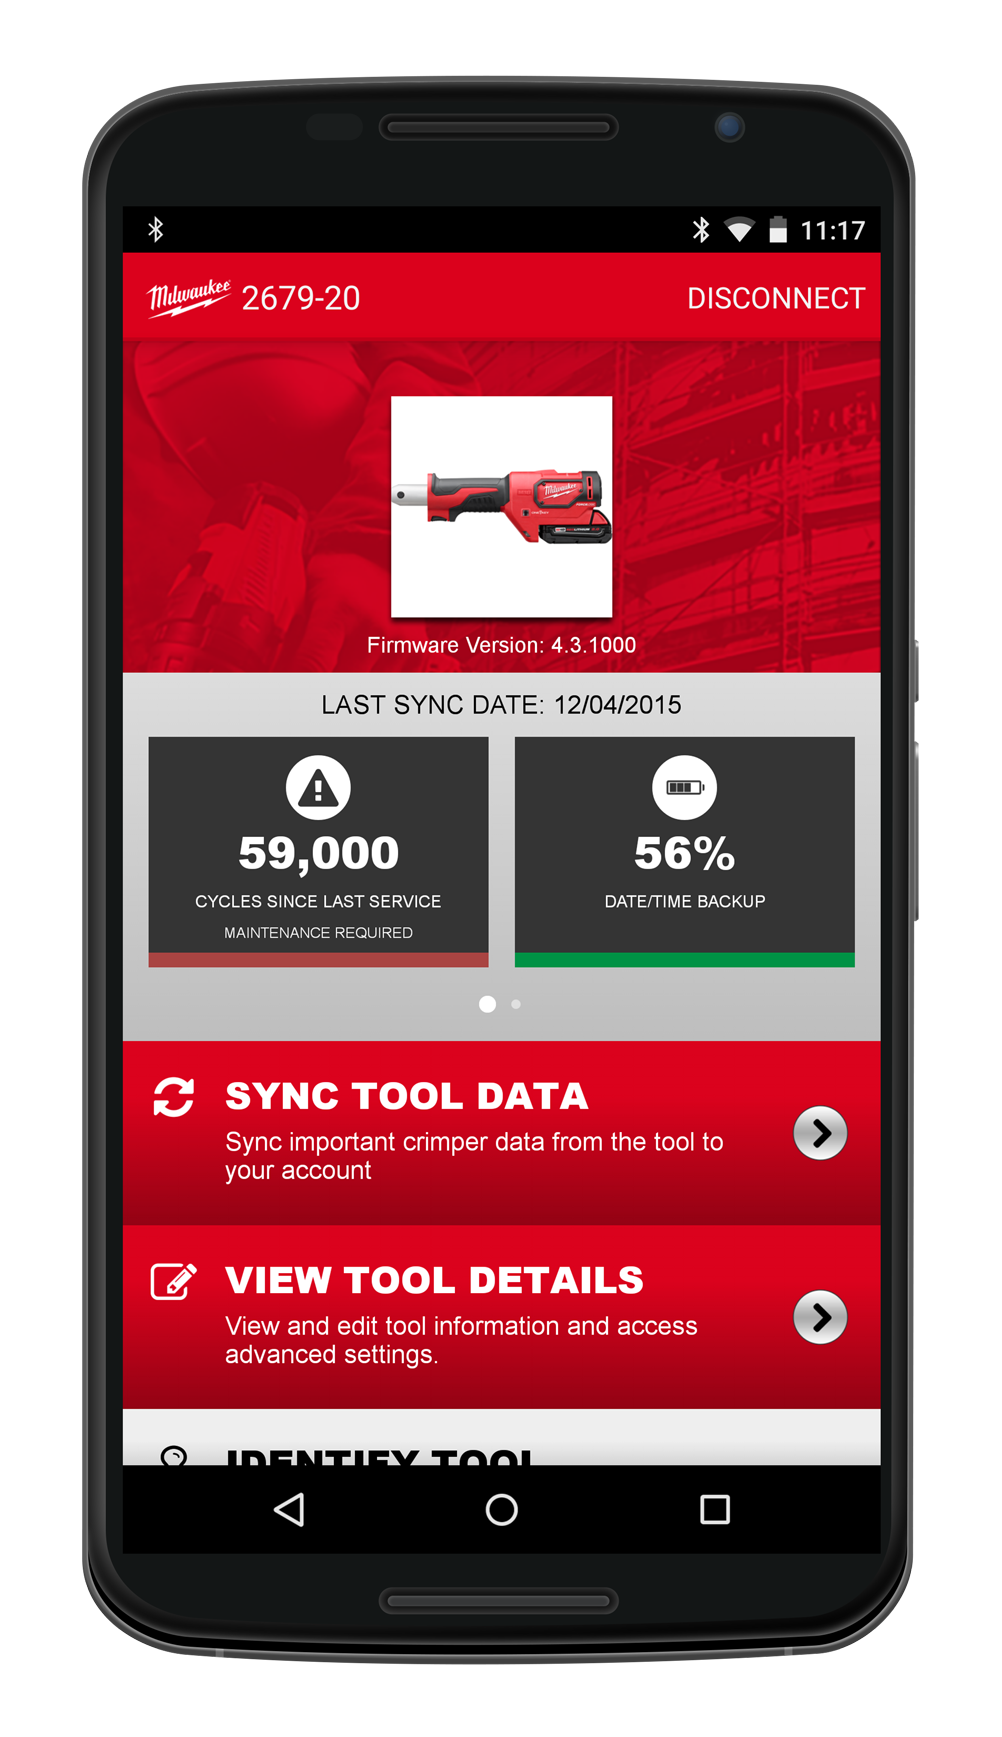 11:17
Milwaukee 2679-20 DISCONNECT
Milwaukee
Firmware Version: 4.3.1000
LAST SYNC DATE: 12/04/2015
59,000
CYCLES SINCE LAST SERVICE
MAINTENANCE REQUIRED
56%
DATE/TIME BACKUP
SYNC TOOL DATA
Sync important crimper data from the tool to
your account
VIEW TOOL DETAILS
View and edit tool information and access
advanced settings.
IDENTIFY TOOL